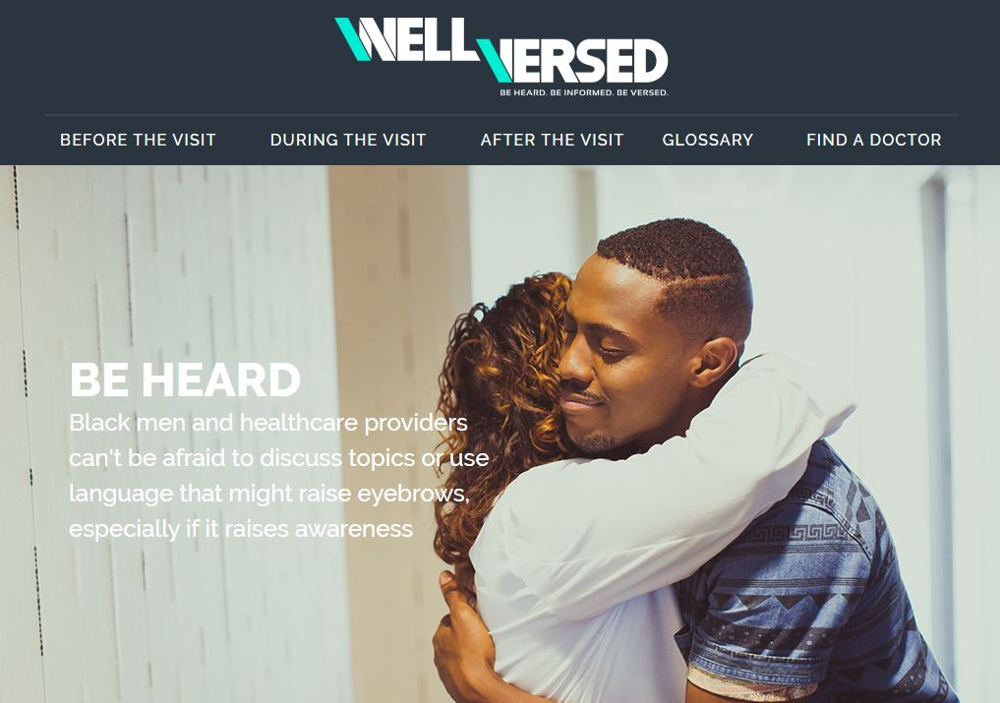 WELL
VERSED
BE HEARD. BE INFORMED. BE VERSED.
BEFORE THE VISIT DURING THE VISIT AFTER THE VISIT GLOSSARY FIND A DOCTOR
BE HEARD
Black men and healthcare providers
can't be afraid to discuss topics or use
language that might raise eyebrows,
especially if it raises awareness